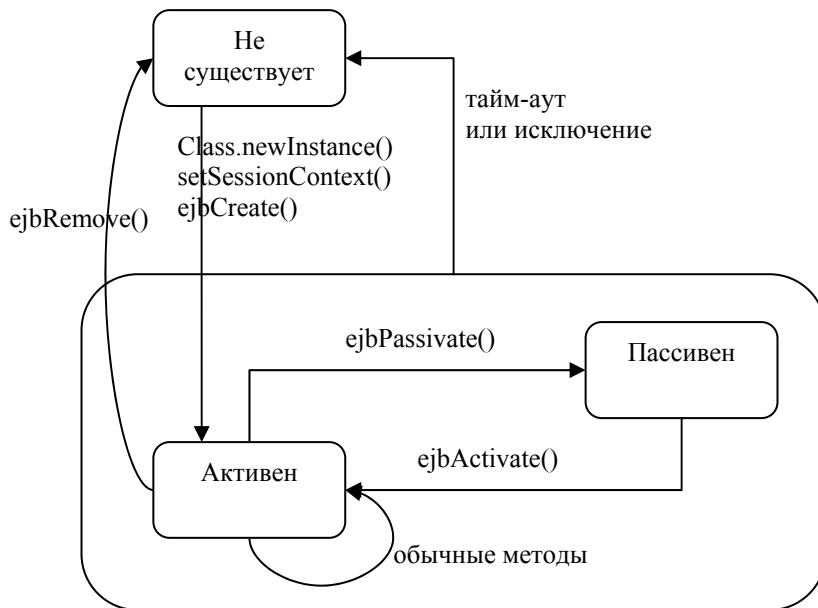 Не
существует
тайм-аут
или исключение
Class.newInstance()
setSessionContext()
ejbCreate()
ejbRemove()
ejbPassivate()
Пассивен
Активен
ejbActivate()
обычные методы